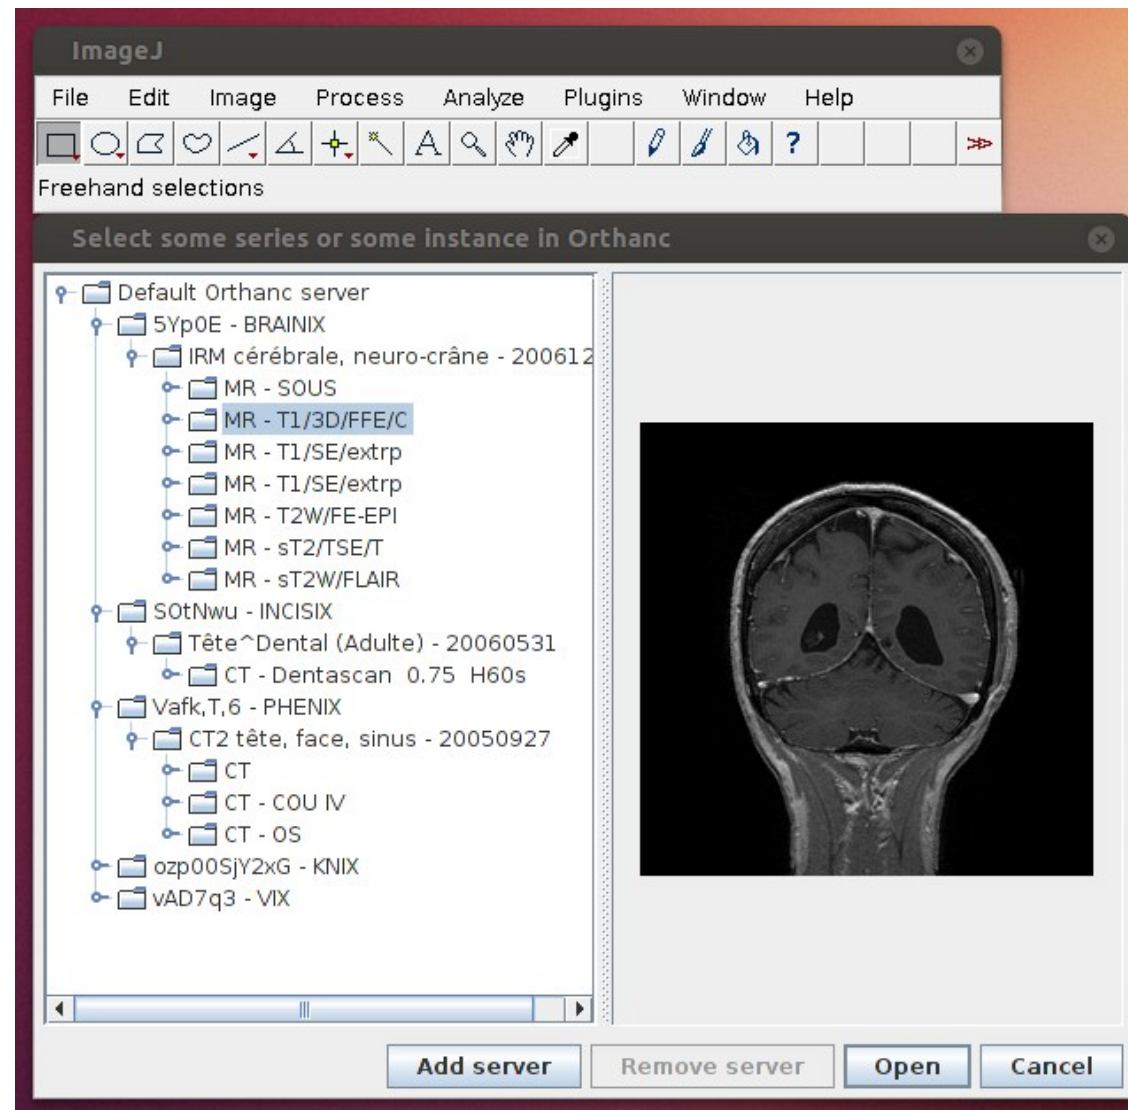 ImageJ
File Edit Image Process Analyze Plugins Window Help
A ?
Freehand selections
Select some series or some instance in Orthanc
Default Orthanc server
5Yp0E - BRAINIX
IRM cérébrale, neuro-crâne - 200612
MR - SOUS
MR - T1/3D/FFE/C
MR - T1/SE/extrp
MR - T1/SE/extrp
MR - T2W/FE-EPI
MR - sT2/TSE/T
MR - sT2W/FLAIR
SOtNwu - INCISIX
Tête^Dental (Adulte) - 20060531
CT - Dentascan 0.75 H60s
Vafk,T,6 - PHENIX
CT2 tête, face, sinus - 20050927
CT
CT - COU IV
CT - OS
ozp00SjY2xG - KNIX
vAD7q3 - VIX
Add server Remove server Open Cancel